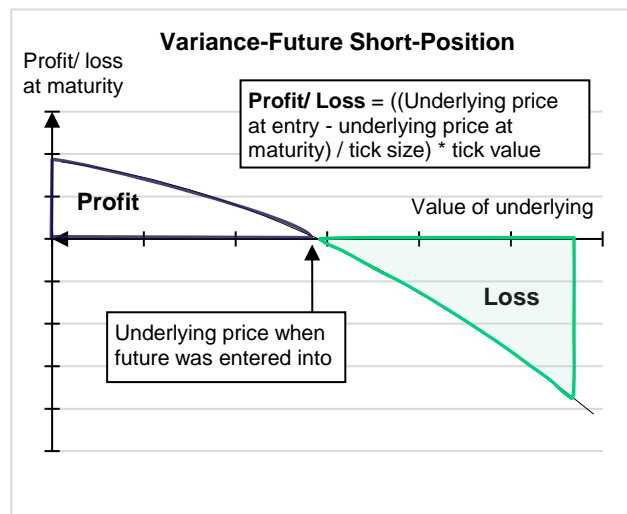 Variance-Future Short-Position
Profit/ loss
at maturity
Profit/ Loss = ((Underlying price
at entry - underlying price at
maturity) / tick size) * tick value
Profit
Value of underlying
Loss
Underlying price when
future was entered into